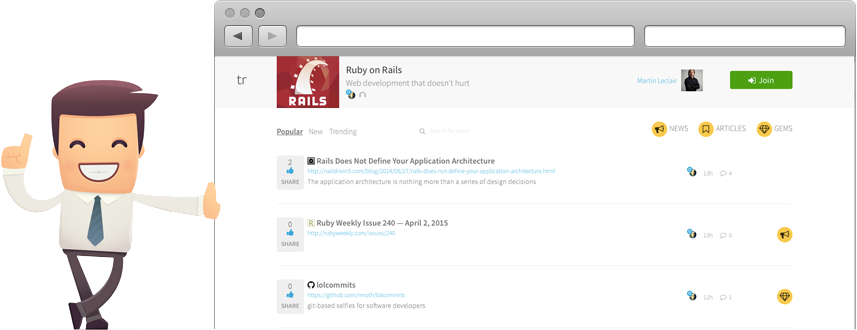 tr
RAILS
Ruby on Rails
Web development that doesn't hurt
Martin Leclair
Join
Popular New Trending
Search for posts
NEWS ARTICLES GEMS
2
SHARE
Rails Does Not Define Your Application Architecture
http://naildrivin5.com/blog/2014/05/27/rails-does-not-define-your-application-architecture.html
The application architecture is nothing more than a series of design decisions
13h 4
0
SHARE
Ruby Weekly Issue 240 — April 2, 2015
http://rubyweekly.com/issues/240
13h 0
0
SHARE
lolcommits
https://github.com/mroth/lolcommits
git-based selfies for software developers
12h 1